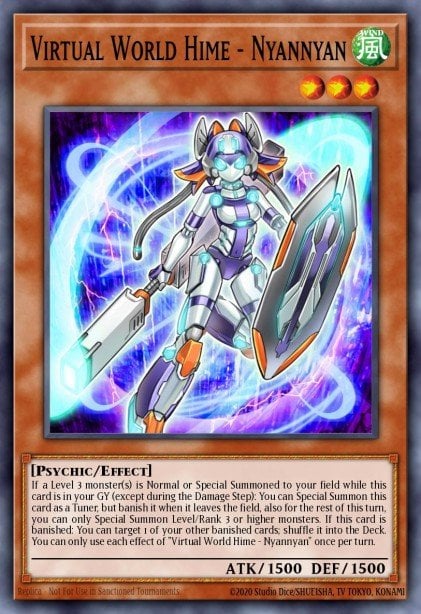 Virtual World Hime - Nyannyan
WIND
風
[Psychic/Effect]
If a Level 3 monster(s) is Normal or Special Summoned to your field while this
card is in your GY (except during the Damage Step): You can Special Summon this
card as a Tuner, but banish it when it leaves the field, also for the rest of this turn,
you can only Special Summon Level/Rank 3 or higher monsters. If this card is
banished: You can target 1 of your other banished cards; shuffle it into the Deck.
You can only use each effect of "Virtual World Hime - Nyannyan" once per turn.
ATK/1500 DEF/1500
Replica - Not For Use in Sanctioned Tournaments ©2020 Studio Dice/SHUEISHA, TV TOKYO, KONAMI